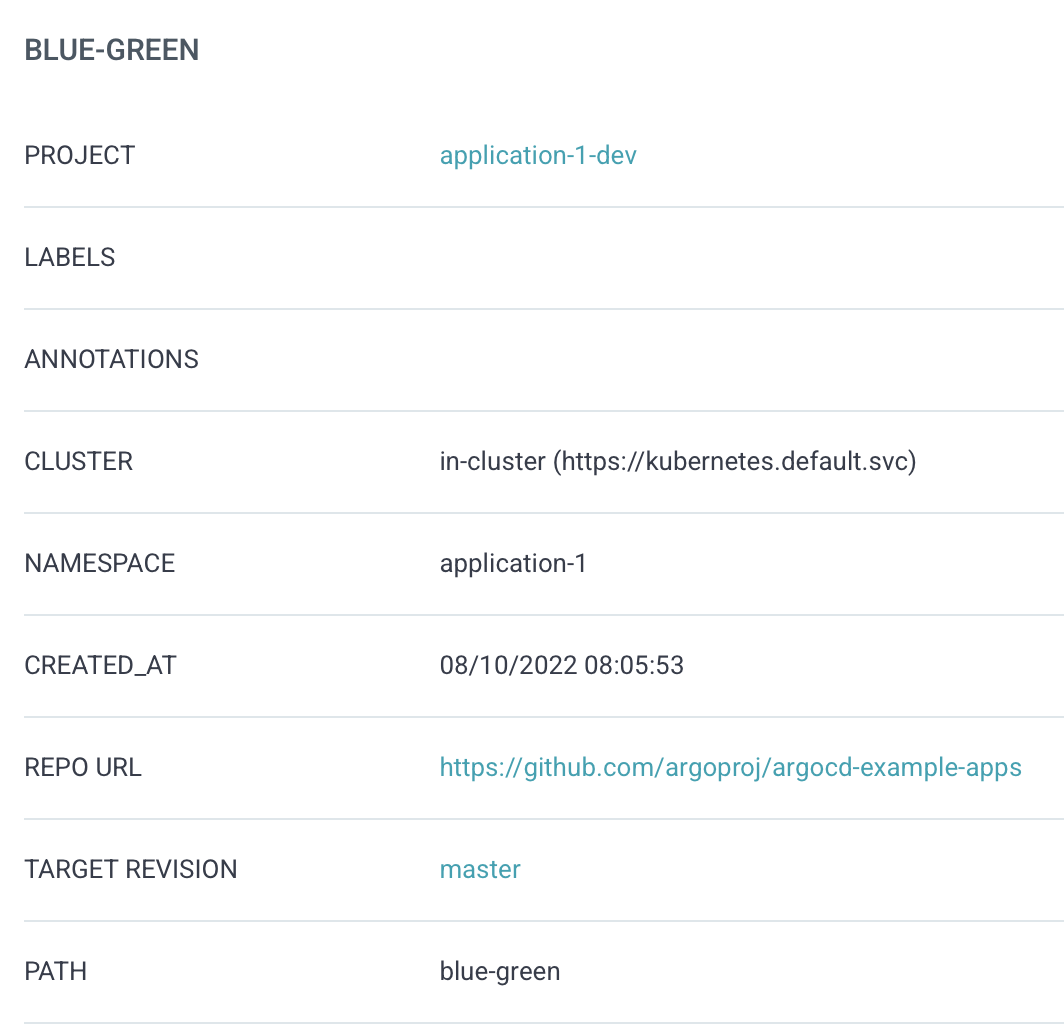 BLUE-GREEN
PROJECT application-1-dev
LABELS
ANNOTATIONS
CLUSTER in-cluster (https://kubernetes.default.svc)
NAMESPACE application-1
CREATED_AT 08/10/2022 08:05:53
REPO URL https://github.com/argoproj/argocd-example-apps
TARGET REVISION master
PATH blue-green